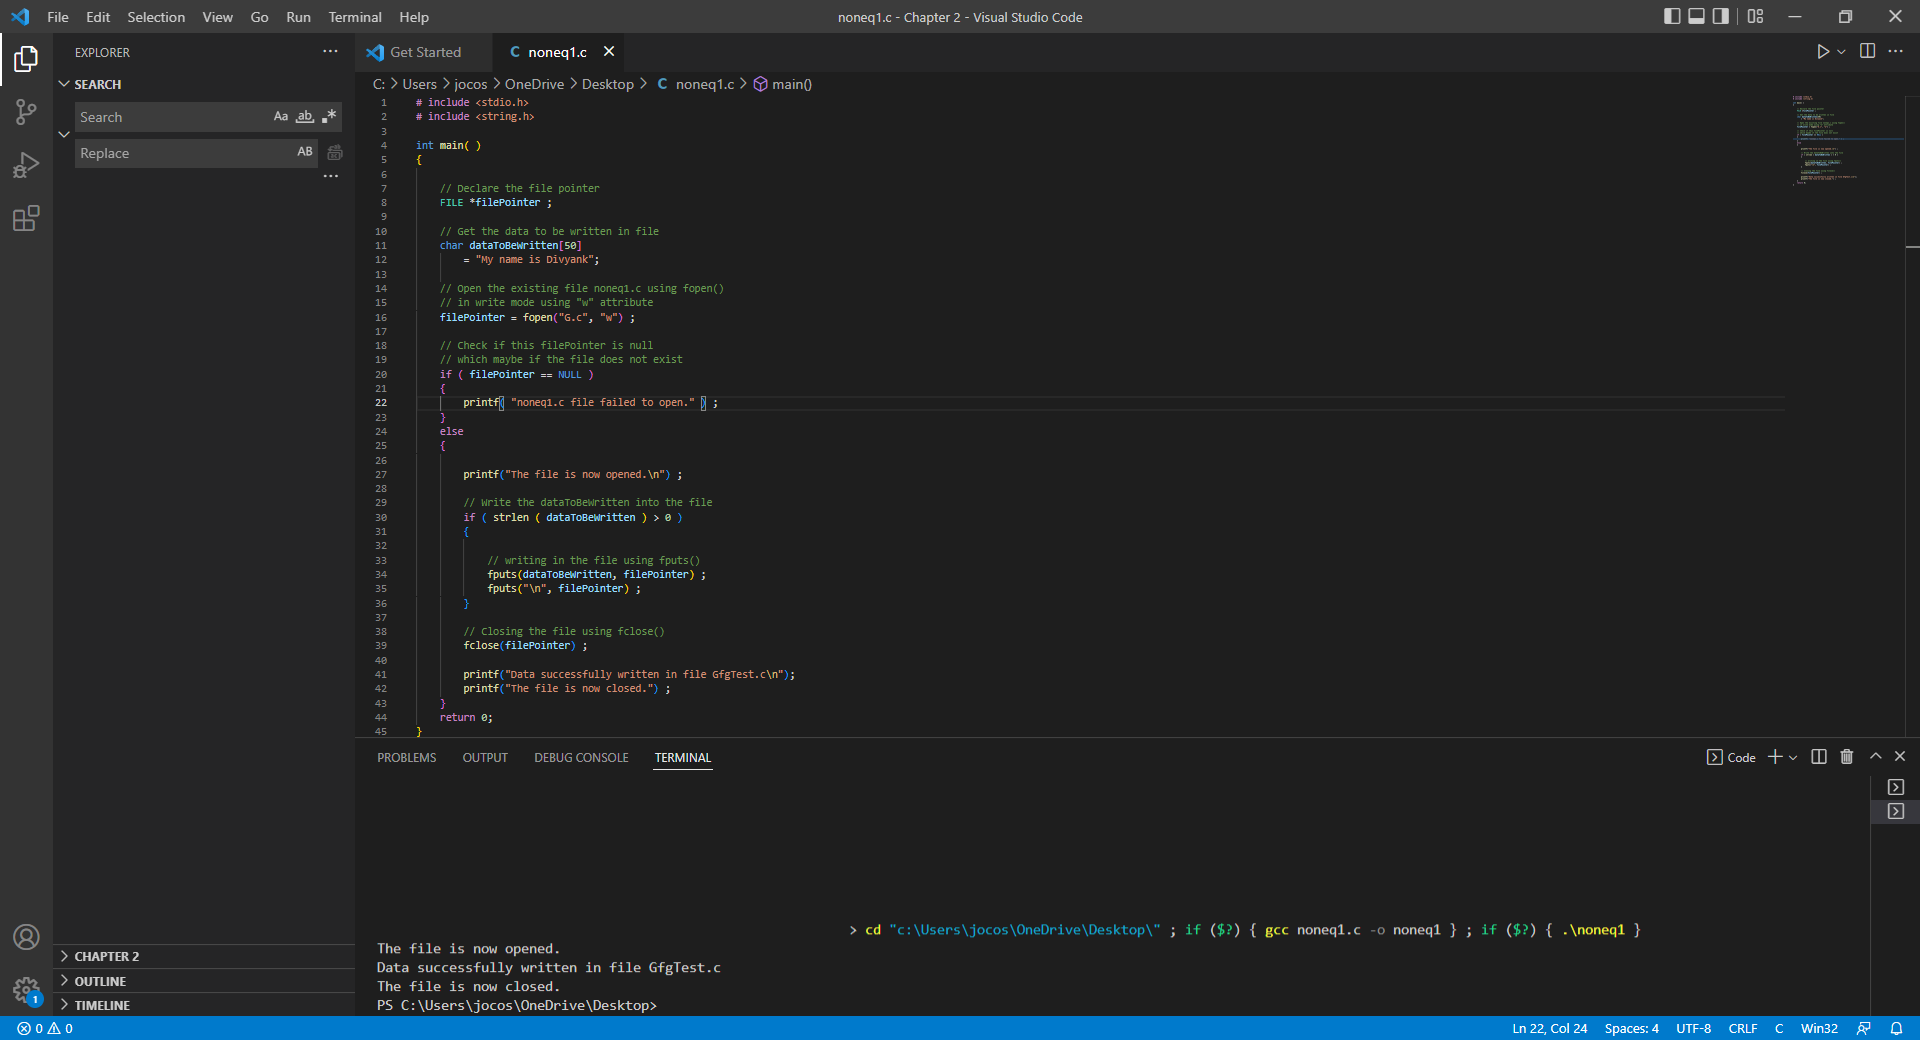 File Edit Selection View Go Run Terminal Help
noneq1.c - Chapter 2 - Visual Studio Code
EXPLORER
SEARCH
Search Aa ab
Replace AB
CHAPTER 2
OUTLINE
TIMELINE
Get Started
C noneq1.c
C: > Users > jocos > OneDrive > Desktop > C noneq1.c > main()
1 # include <stdio.h>
2 # include <string.h>
3
4 int main( )
5 {
6
7 // Declare the file pointer
8 FILE *filePointer ;
9
10 // Get the data to be written in file
11 char dataToBeWritten[50]
12 = "My name is Divyank";
13
14 // Open the existing file noneq1.c using fopen()
15 // in write mode using "w" attribute
16 filePointer = fopen("G.c", "w") ;
17
18 // Check if this filePointer is null
19 // which maybe if the file does not exist
20 if ( filePointer == NULL )
21 {
22 printf( "noneq1.c file failed to open." ) ;
23 }
24 else
25 {
26
27 printf("The file is now opened.\n") ;
28
29 // Write the dataToBeWritten into the file
30 if ( strlen ( dataToBeWritten ) > 0 )
31 {
32
33 // writing in the file using fputs()
34 fputs(dataToBeWritten, filePointer) ;
35 fputs("\n", filePointer) ;
36 }
37
38 // Closing the file using fclose()
39 fclose(filePointer) ;
40
41 printf("Data successfully written in file GfgTest.c\n");
42 printf("The file is now closed.") ;
43 }
44 return 0;
45 }
PROBLEMS OUTPUT DEBUG CONSOLE TERMINAL
Code
> cd "c:\Users\jocos\OneDrive\Desktop\" ; if ($?) { gcc noneq1.c -o noneq1 } ; if ($?) { .\noneq1 }
The file is now opened.
Data successfully written in file GfgTest.c
The file is now closed.
PS C:\Users\jocos\OneDrive\Desktop>
1
0 0
Ln 22, Col 24 Spaces: 4 UTF-8 CRLF C Win32